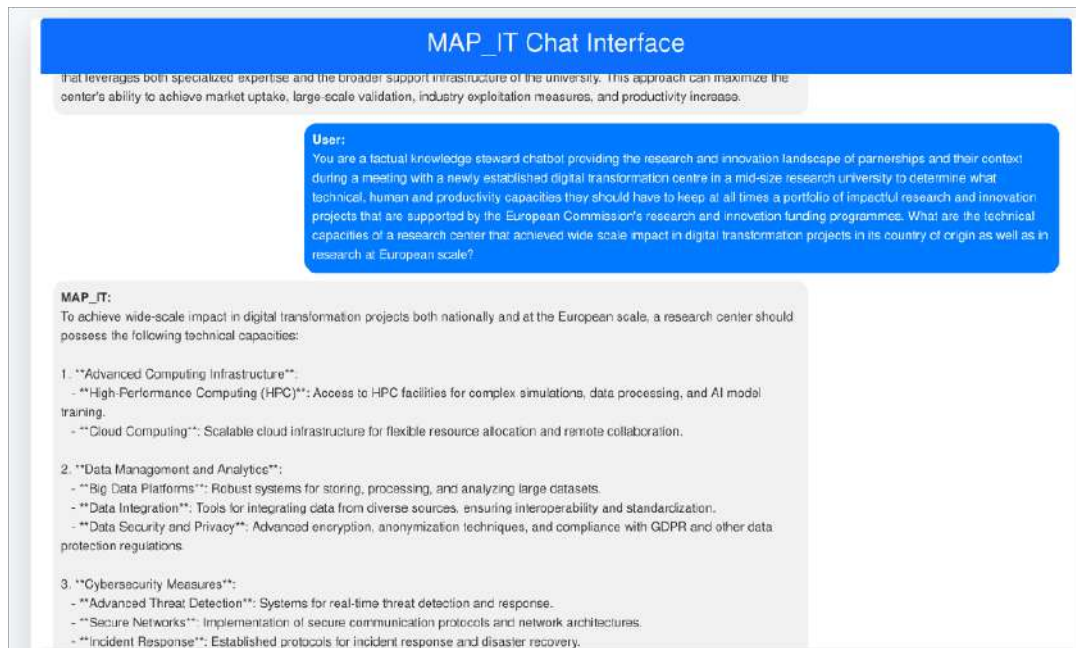 MAP_IT Chat Interface
that leverages both specialized expertise and the broader support infrastructure of the university. This approach can maximize the
center's ability to achieve market uptake, large-scale validation, industry exploitation measures, and productivity increase.
User:
You are a factual knowledge steward chatbot providing the research and innovation landscape of parnerships and their context
during a meeting with a newly established digital transformation centre in a mid-size research university to determine what
technical, human and productivity capacities they should have to keep at all times a portfolio of impactful research and innovation
projects that are supported by the European Commission's research and innovation funding programmes. What are the technical
capacities of a research center that achieved wide scale impact in digital transformation projects in its country of origin as well as in
research at European scale?
MAP_IT:
To achieve wide-scale impact in digital transformation projects both nationally and at the European scale, a research center should
possess the following technical capacities:
1. **Advanced Computing Infrastructure**:
- **High-Performance Computing (HPC)**: Access to HPC facilities for complex simulations, data processing, and AI model
training.
- **Cloud Computing**: Scalable cloud infrastructure for flexible resource allocation and remote collaboration.
2. **Data Management and Analytics**:
- **Big Data Platforms**: Robust systems for storing, processing, and analyzing large datasets.
- **Data Integration**: Tools for integrating data from diverse sources, ensuring interoperability and standardization.
- **Data Security and Privacy**: Advanced encryption, anonymization techniques, and compliance with GDPR and other data
protection regulations.
3. **Cybersecurity Measures**:
- **Advanced Threat Detection**: Systems for real-time threat detection and response.
- **Secure Networks**: Implementation of secure communication protocols and network architectures.
- **Incident Response**: Established protocols for incident response and disaster recovery.